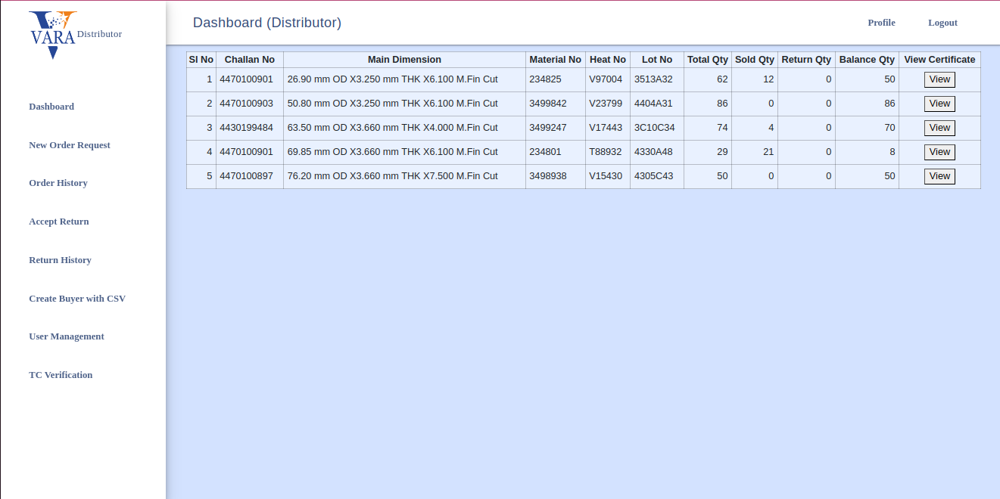 VARA Distributor
Dashboard (Distributor) Profile Logout
Dashboard
New Order Request
Order History
Accept Return
Return History
Create Buyer with CSV
User Management
TC Verification
Sl No Challan No Main Dimension Material No Heat No Lot No Total Qty Sold Qty Return Qty Balance Qty View Certificate
1 4470100901 26.90 mm OD X3.250 mm THK X6.100 M.Fin Cut 234825 V97004 3513A32 62 12 0 50 View
2 4470100903 50.80 mm OD X3.250 mm THK X6.100 M.Fin Cut 3499842 V23799 4404A31 86 0 0 86 View
3 4430199484 63.50 mm OD X3.660 mm THK X4.000 M.Fin Cut 3499247 V17443 3C10C34 74 4 0 70 View
4 4470100901 69.85 mm OD X3.660 mm THK X6.100 M.Fin Cut 234801 T88932 4330A48 29 21 0 8 View
5 4470100897 76.20 mm OD X3.660 mm THK X7.500 M.Fin Cut 3498938 V15430 4305C43 50 0 0 50 View